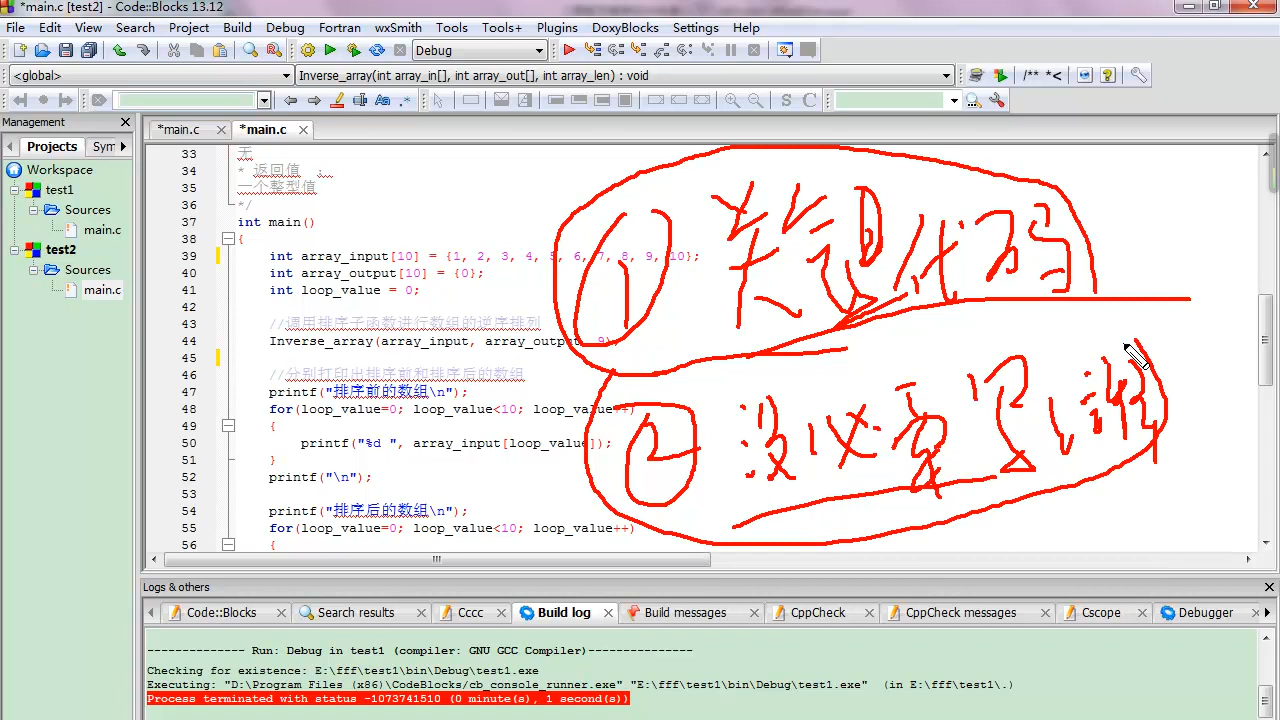 *main.c [test2] - Code::Blocks 13.12
File Edit View Search Project Build Debug Fortran wxSmith Tools Tools+ Plugins DoxyBlocks Settings Help
Debug
<global> Inverse_array(int array_in[], int array_out[], int array_len) : void /** *<
Management
Projects Sym
Workspace
test1
Sources
main.c
test2
Sources
main.c
*main.c *main.c
33 无
34 * 返回值 :
35 一个整型值
36 */
37 int main()
38 {
39 int array_input[10] = {1, 2, 3, 4, 5, 6, 7, 8, 9, 10};
40 int array_output[10] = {0};
41 int loop_value = 0;
42
43 //调用排序子函数进行数组的逆序排列
44 Inverse_array(array_input, array_output, 9);
45
46 //分别打印出排序前和排序后的数组
47 printf("排序前的数组\n");
48 for(loop_value=0; loop_value<10; loop_value++)
49 {
50 printf("%d ", array_input[loop_value]);
51 }
52 printf("\n");
53
54 printf("排序后的数组\n");
55 for(loop_value=0; loop_value<10; loop_value++)
56 {
① 关键代码
② 没必要写
Logs & others
Code::Blocks Search results Cccc Build log Build messages CppCheck CppCheck messages Cscope Debugger
-------------- Run: Debug in test1 (compiler: GNU GCC Compiler)---------------
Checking for existence: E:\fff\test1\bin\Debug\test1.exe
Executing: "D:\Program Files (x86)\CodeBlocks/cb_console_runner.exe" "E:\fff\test1\bin\Debug\test1.exe" (in E:\fff\test1\.)
Process terminated with status -1073741510 (0 minute(s), 1 second(s))